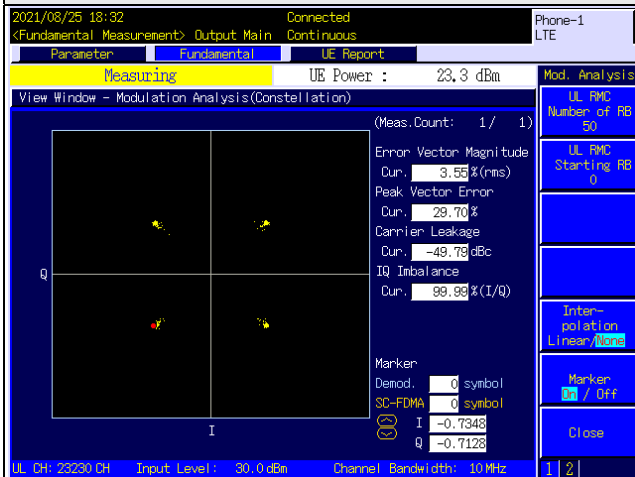 2021/08/25 18:32 Connected Phone-1
<Fundamental Measurement> Output Main Continuous LTE
Parameter Fundamental UE Report
Measuring UE Power : 23.3 dBm Mod. Analysis
View Window - Modulation Analysis(Constellation)
(Meas.Count: 1/ 1)
Error Vector Magnitude
Cur. 3.55 %(rms)
Peak Vector Error
Cur. 29.70 %
Carrier Leakage
Cur. -49.79 dBc
IQ Imbalance
Cur. 99.99 %(I/Q)
Q
I
Marker
Demod. 0 symbol
SC-FDMA 0 symbol
I -0.7348
Q -0.7128
UL RMC
Number of RB
50
UL RMC
Starting RB
0
Inter-
polation
Linear/None
Marker
On / Off
Close
UL CH: 23230 CH Input Level: 30.0 dBm Channel Bandwidth: 10 MHz 1 2